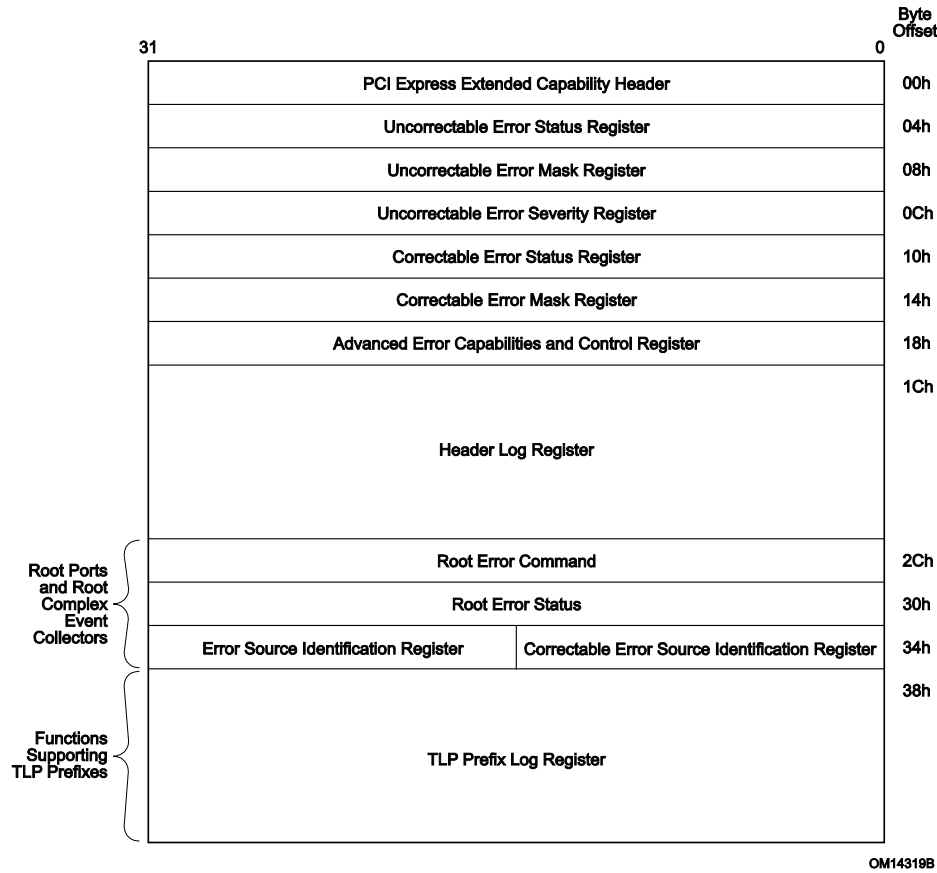 Byte
Offset
31 0
PCI Express Extended Capability Header 00h
Uncorrectable Error Status Register 04h
Uncorrectable Error Mask Register 08h
Uncorrectable Error Severity Register 0Ch
Correctable Error Status Register 10h
Correctable Error Mask Register 14h
Advanced Error Capabilities and Control Register 18h
1Ch
Header Log Register
Root Ports
and Root
Complex
Event
Collectors
Root Error Command 2Ch
Root Error Status 30h
Error Source Identification Register Correctable Error Source Identification Register 34h
38h
Functions
Supporting
TLP Prefixes
TLP Prefix Log Register
OM14319B